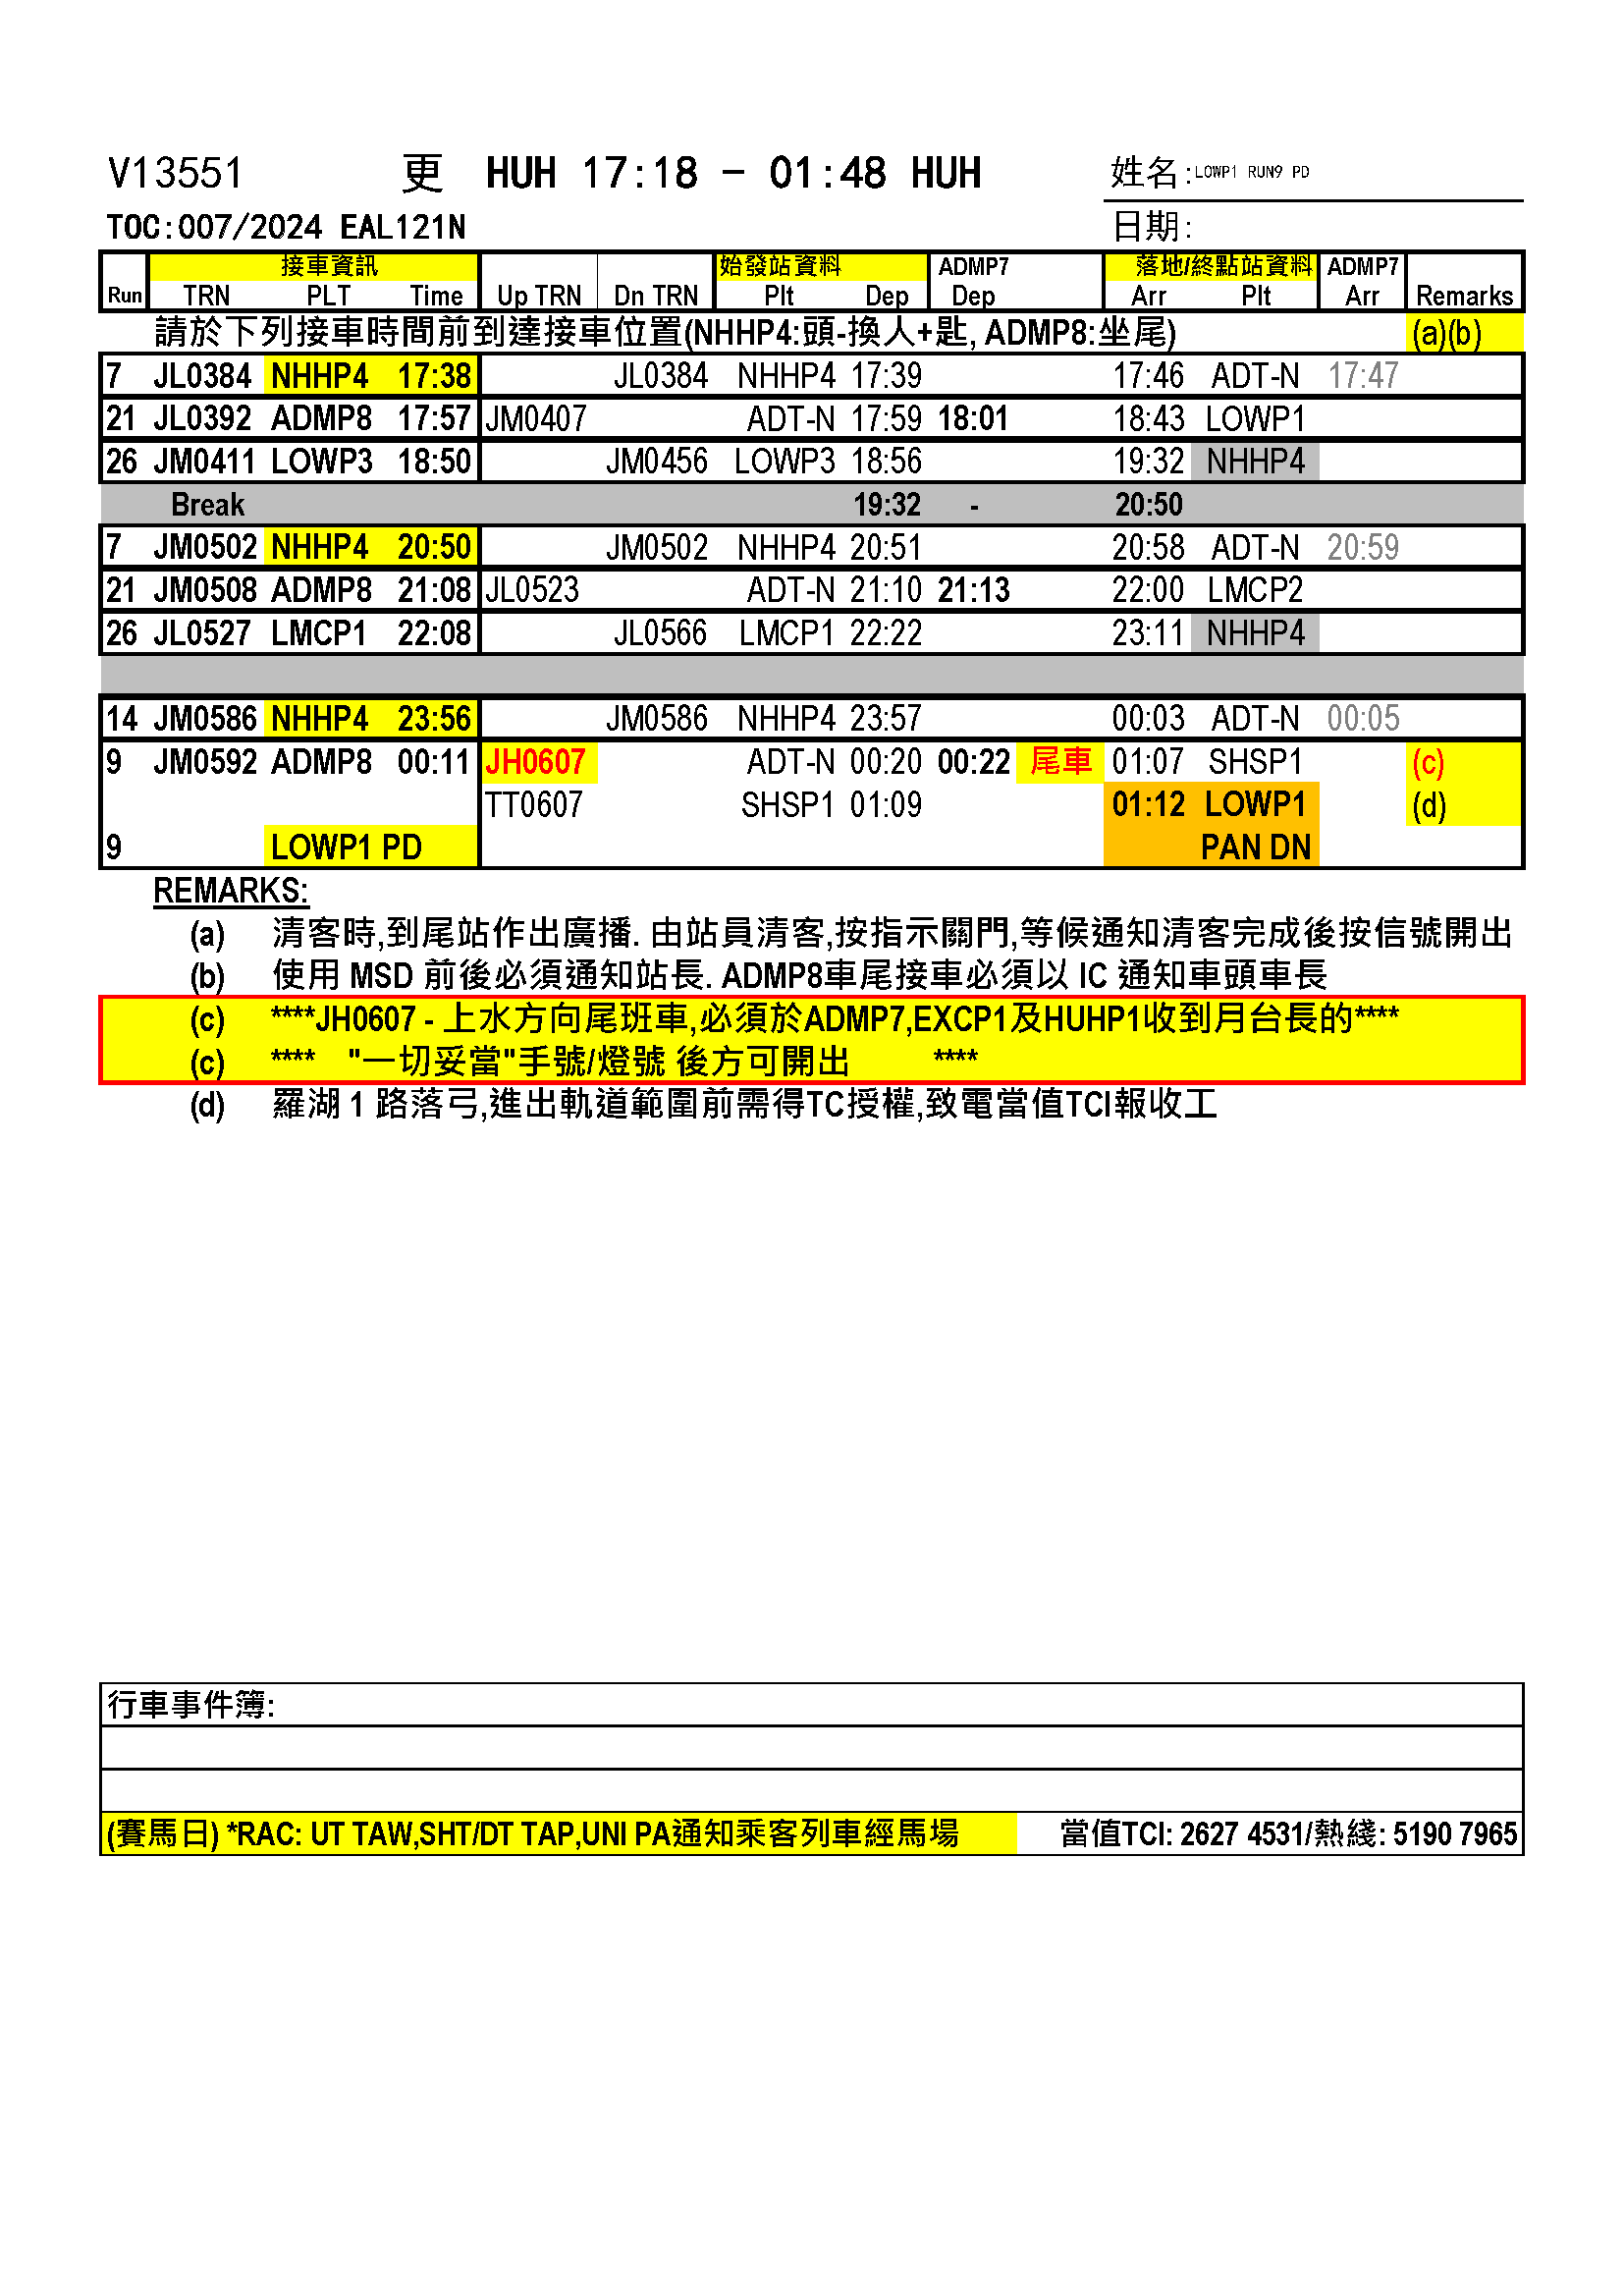 V13551 更 HUH 17:18 - 01:48 HUH 姓名:LOWP1 RUN9 PD
TOC:007/2024 EAL121N 日期:
接車資訊 始發站資料 ADMP7 落地/終點站資料 ADMP7
Run TRN PLT Time Up TRN Dn TRN Plt Dep Dep Arr Plt Arr Remarks
請於下列接車時間前到達接車位置(NHHP4:頭-換人+匙, ADMP8:坐尾) (a)(b)
7 JL0384 NHHP4 17:38 JL0384 NHHP4 17:39 17:46 ADT-N 17:47
21 JL0392 ADMP8 17:57 JM0407 ADT-N 17:59 18:01 18:43 LOWP1
26 JM0411 LOWP3 18:50 JM0456 LOWP3 18:56 19:32 NHHP4
Break 19:32 - 20:50
7 JM0502 NHHP4 20:50 JM0502 NHHP4 20:51 20:58 ADT-N 20:59
21 JM0508 ADMP8 21:08 JL0523 ADT-N 21:10 21:13 22:00 LMCP2
26 JL0527 LMCP1 22:08 JL0566 LMCP1 22:22 23:11 NHHP4
14 JM0586 NHHP4 23:56 JM0586 NHHP4 23:57 00:03 ADT-N 00:05
9 JM0592 ADMP8 00:11 JH0607 ADT-N 00:20 00:22 尾車 01:07 SHSP1 (c)
TT0607 SHSP1 01:09 01:12 LOWP1 (d)
9 LOWP1 PD PAN DN
REMARKS:
(a) 清客時,到尾站作出廣播. 由站員清客,按指示關門,等候通知清客完成後按信號開出
(b) 使用 MSD 前後必須通知站長. ADMP8車尾接車必須以 IC 通知車頭車長
(c) ****JH0607 - 上水方向尾班車,必須於ADMP7,EXCP1及HUHP1收到月台長的****
(c) **** "一切妥當"手號/燈號 後方可開出 ****
(d) 羅湖 1 路落弓,進出軌道範圍前需得TC授權,致電當值TCI報收工
行車事件簿:
(賽馬日) *RAC: UT TAW,SHT/DT TAP,UNI PA通知乘客列車經馬場 當值TCI: 2627 4531/熱綫: 5190 7965